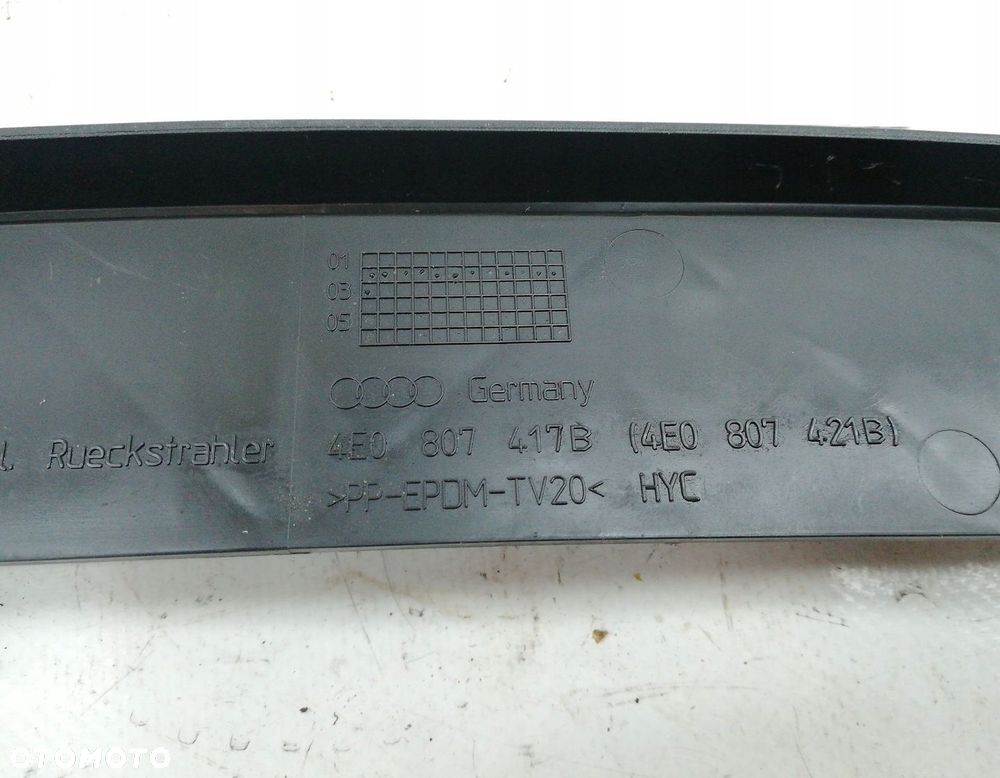 01
03
05
Germany
l. Rueckstrahler 4E0 807 417B (4E0 807 421B)
>PP-EPDM-TV20< HYC
OTOMOTO